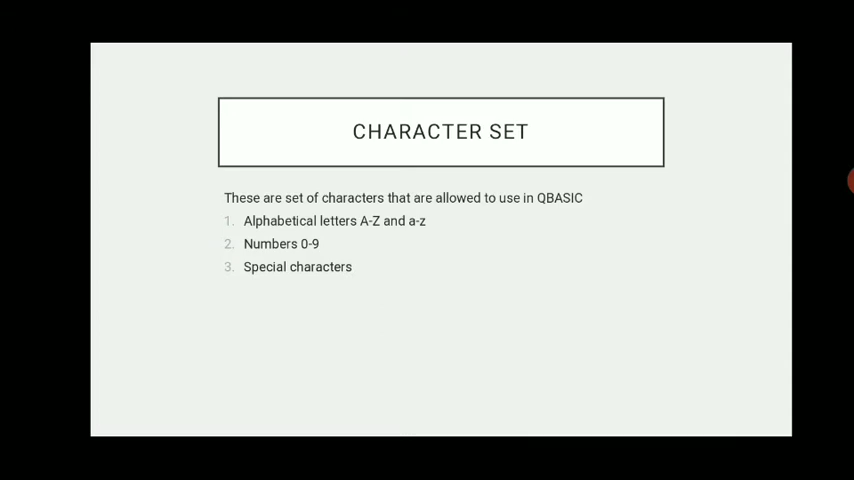 CHARACTER SET
These are set of characters that are allowed to use in QBASIC
1. Alphabetical letters A-Z and a-z
2. Numbers 0-9
3. Special characters